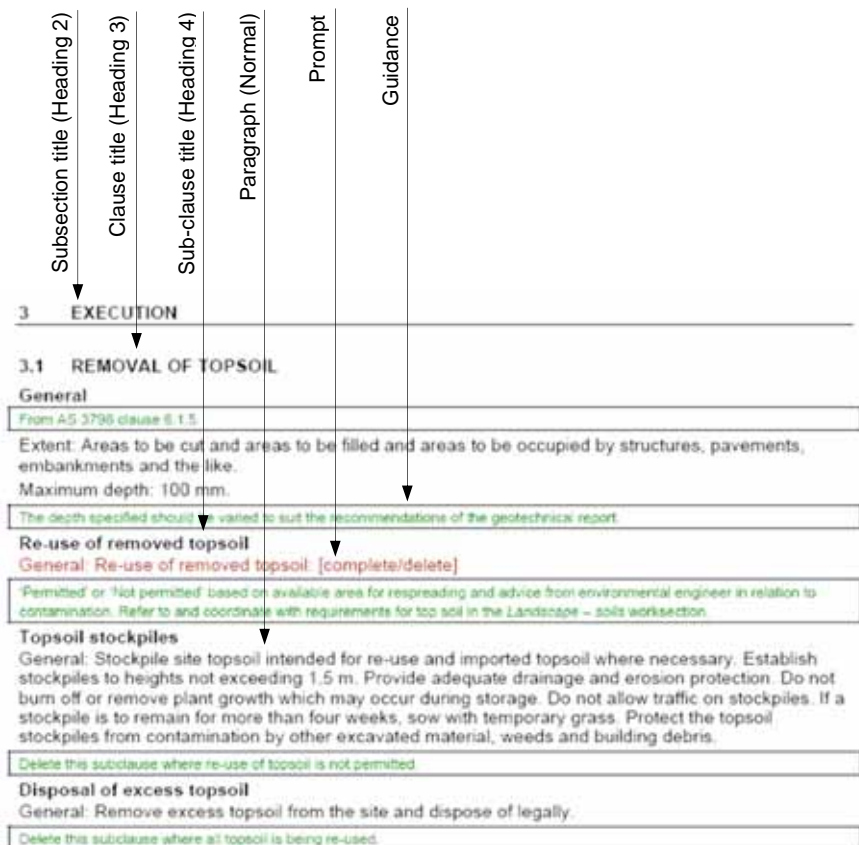 Subsection title (Heading 2)
Clause title (Heading 3)
Sub-clause title (Heading 4)
Paragraph (Normal)
Prompt
Guidance
3 EXECUTION
3.1 REMOVAL OF TOPSOIL
General
From AS 3798 clause 6.1.5.
Extent: Areas to be cut and areas to be filled and areas to be occupied by structures, pavements,
embankments and the like.
Maximum depth: 100 mm.
The depth specified should be varied to suit the recommendations of the geotechnical report.
Re-use of removed topsoil
General: Re-use of removed topsoil: [complete/delete]
'Permitted' or 'Not permitted' based on available area for respreading and advice from environmental engineer in relation to
contamination. Refer to and coordinate with requirements for top soil in the Landscape – soils worksection.
Topsoil stockpiles
General: Stockpile site topsoil intended for re-use and imported topsoil where necessary. Establish
stockpiles to heights not exceeding 1.5 m. Provide adequate drainage and erosion protection. Do not
burn off or remove plant growth which may occur during storage. Do not allow traffic on stockpiles. If a
stockpile is to remain for more than four weeks, sow with temporary grass. Protect the topsoil
stockpiles from contamination by other excavated material, weeds and building debris.
Delete this subclause where re-use of topsoil is not permitted.
Disposal of excess topsoil
General: Remove excess topsoil from the site and dispose of legally.
Delete this subclause where all topsoil is being re-used.